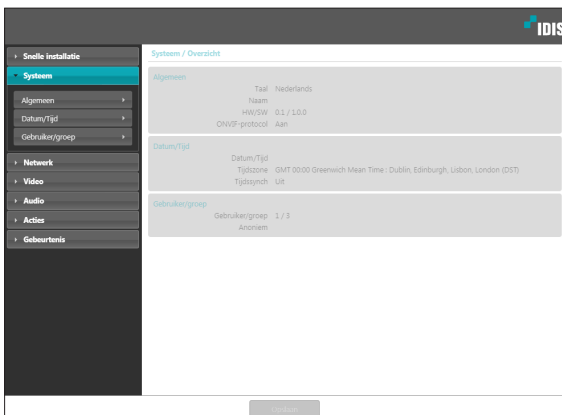 IDIS
Snelle installatie
Systeem
Algemeen
Datum/Tijd
Gebruiker/groep
Netwerk
Video
Audio
Acties
Gebeurtenis
Systeem / Overzicht
Algemeen
Taal Nederlands
Naam
HW/SW 0.1 / 1.0.0
ONVIF-protocol Aan
Datum/Tijd
Datum/Tijd
Tijdszone GMT 00:00 Greenwich Mean Time : Dublin, Edinburgh, Lisbon, London (DST)
Tijdssynch Uit
Gebruiker/groep
Gebruiker/groep 1 / 3
Anoniem